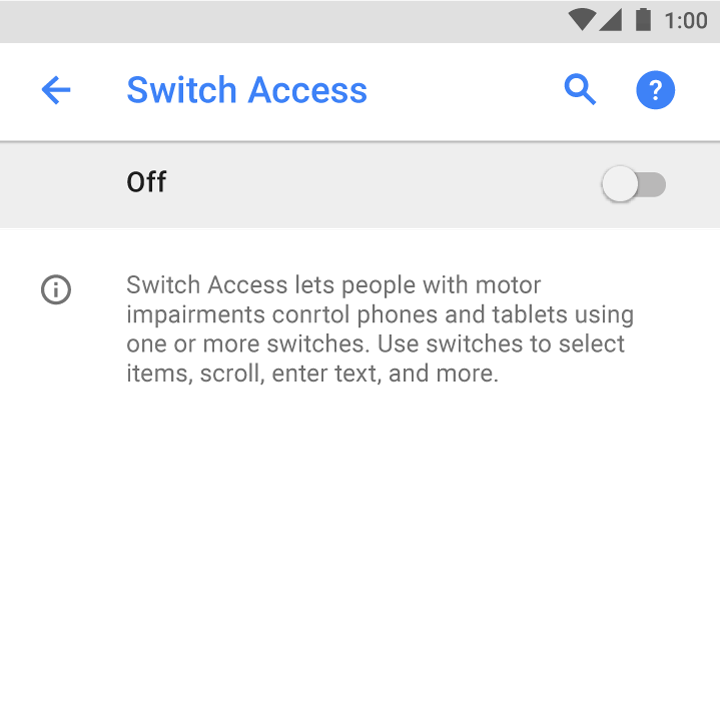 1:00
Switch Access
?
Off
Switch Access lets people with motor
impairments conrtol phones and tablets using
one or more switches. Use switches to select
items, scroll, enter text, and more.